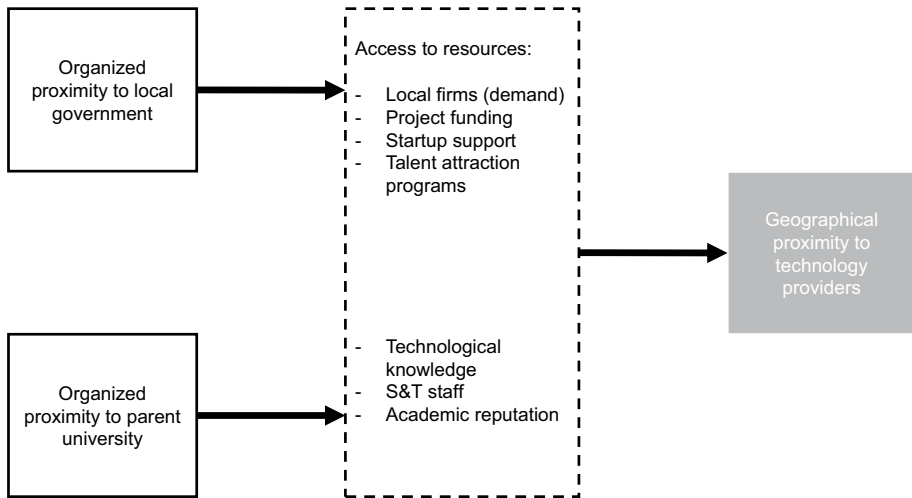 Organized
proximity to local
government
Access to resources:
- Local firms (demand)
- Project funding
- Startup support
- Talent attraction
programs
Geographical
proximity to
technology
providers
Organized
proximity to parent
university
- Technological
knowledge
- S&T staff
- Academic reputation